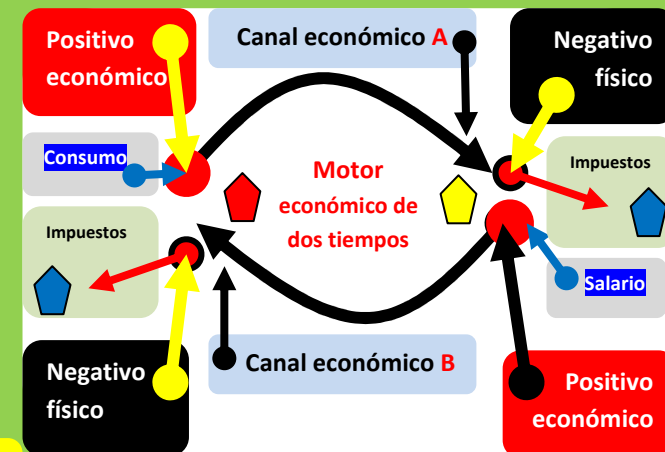 Positivo
económico
Canal económico A
Negativo
físico
Consumo
Impuestos
Motor
económico de
dos tiempos
Impuestos
Salario
Negativo
físico
Canal económico B
Positivo
económico